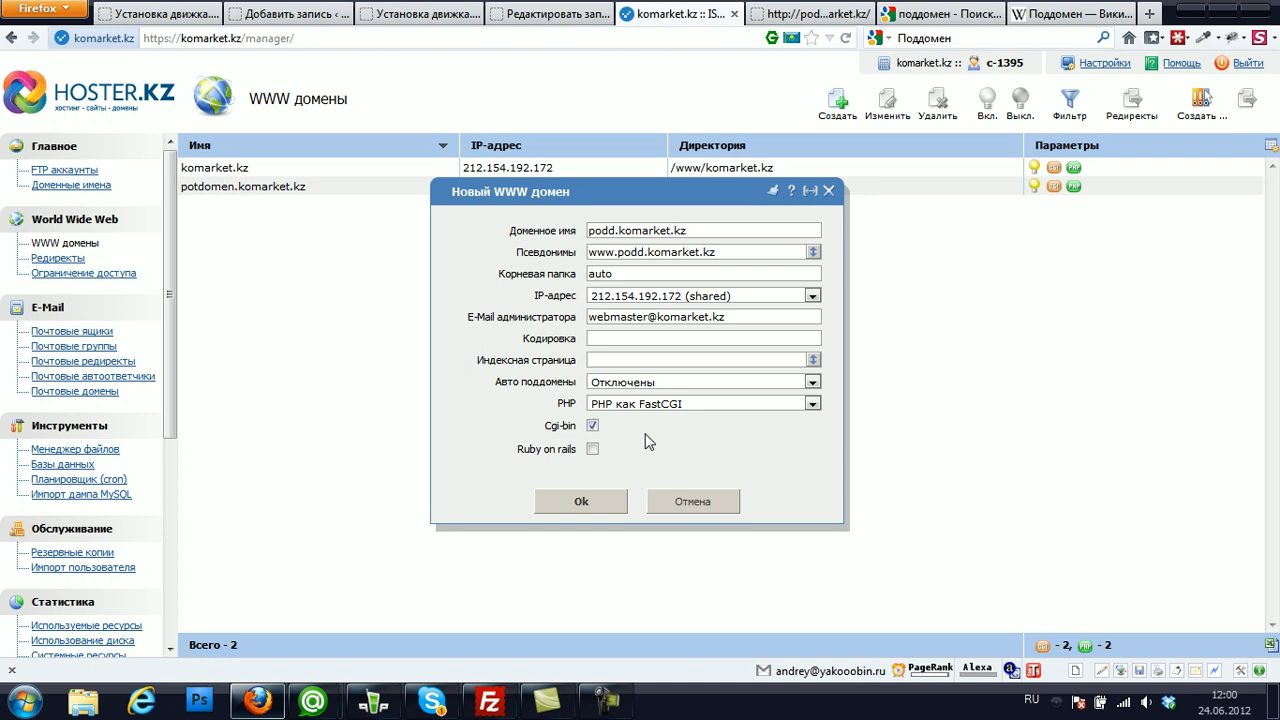 Firefox
Установка движка....
Добавить запись ‹ ...
Установка движка....
Редактировать зап...
komarket.kz :: IS...
http://pod...arket.kz/
поддомен - Поиск...
Поддомен — Вики...
komarket.kz
https://komarket.kz/manager/
Поддомен
komarket.kz ::
c-1395
Настройки
Помощь
Выйти
HOSTER.KZ
хостинг - сайты - домены
WWW домены
Создать
Изменить
Удалить
Вкл.
Выкл.
Фильтр
Редиректы
Создать ...
Главное
FTP аккаунты
Доменные имена
World Wide Web
WWW домены
Редиректы
Ограничение доступа
E-Mail
Почтовые ящики
Почтовые группы
Почтовые редиректы
Почтовые автоответчики
Почтовые домены
Инструменты
Менеджер файлов
Базы данных
Планировщик (cron)
Импорт дампа MySQL
Обслуживание
Резервные копии
Импорт пользователя
Статистика
Используемые ресурсы
Использование диска
Системные ресурсы
Имя
IP-адрес
Директория
Параметры
komarket.kz
212.154.192.172
/www/komarket.kz
potdomen.komarket.kz
Новый WWW домен
Доменное имя
podd.komarket.kz
Псевдонимы
www.podd.komarket.kz
Корневая папка
auto
IP-адрес
212.154.192.172 (shared)
E-Mail администратора
webmaster@komarket.kz
Кодировка
Индексная страница
Авто поддомены
Отключены
PHP
PHP как FastCGI
Cgi-bin
Ruby on rails
Ok
Отмена
Всего - 2
- 2,
- 2
andrey@yakooobin.ru
PageRank
Alexa
RU
12:00
24.06.2012